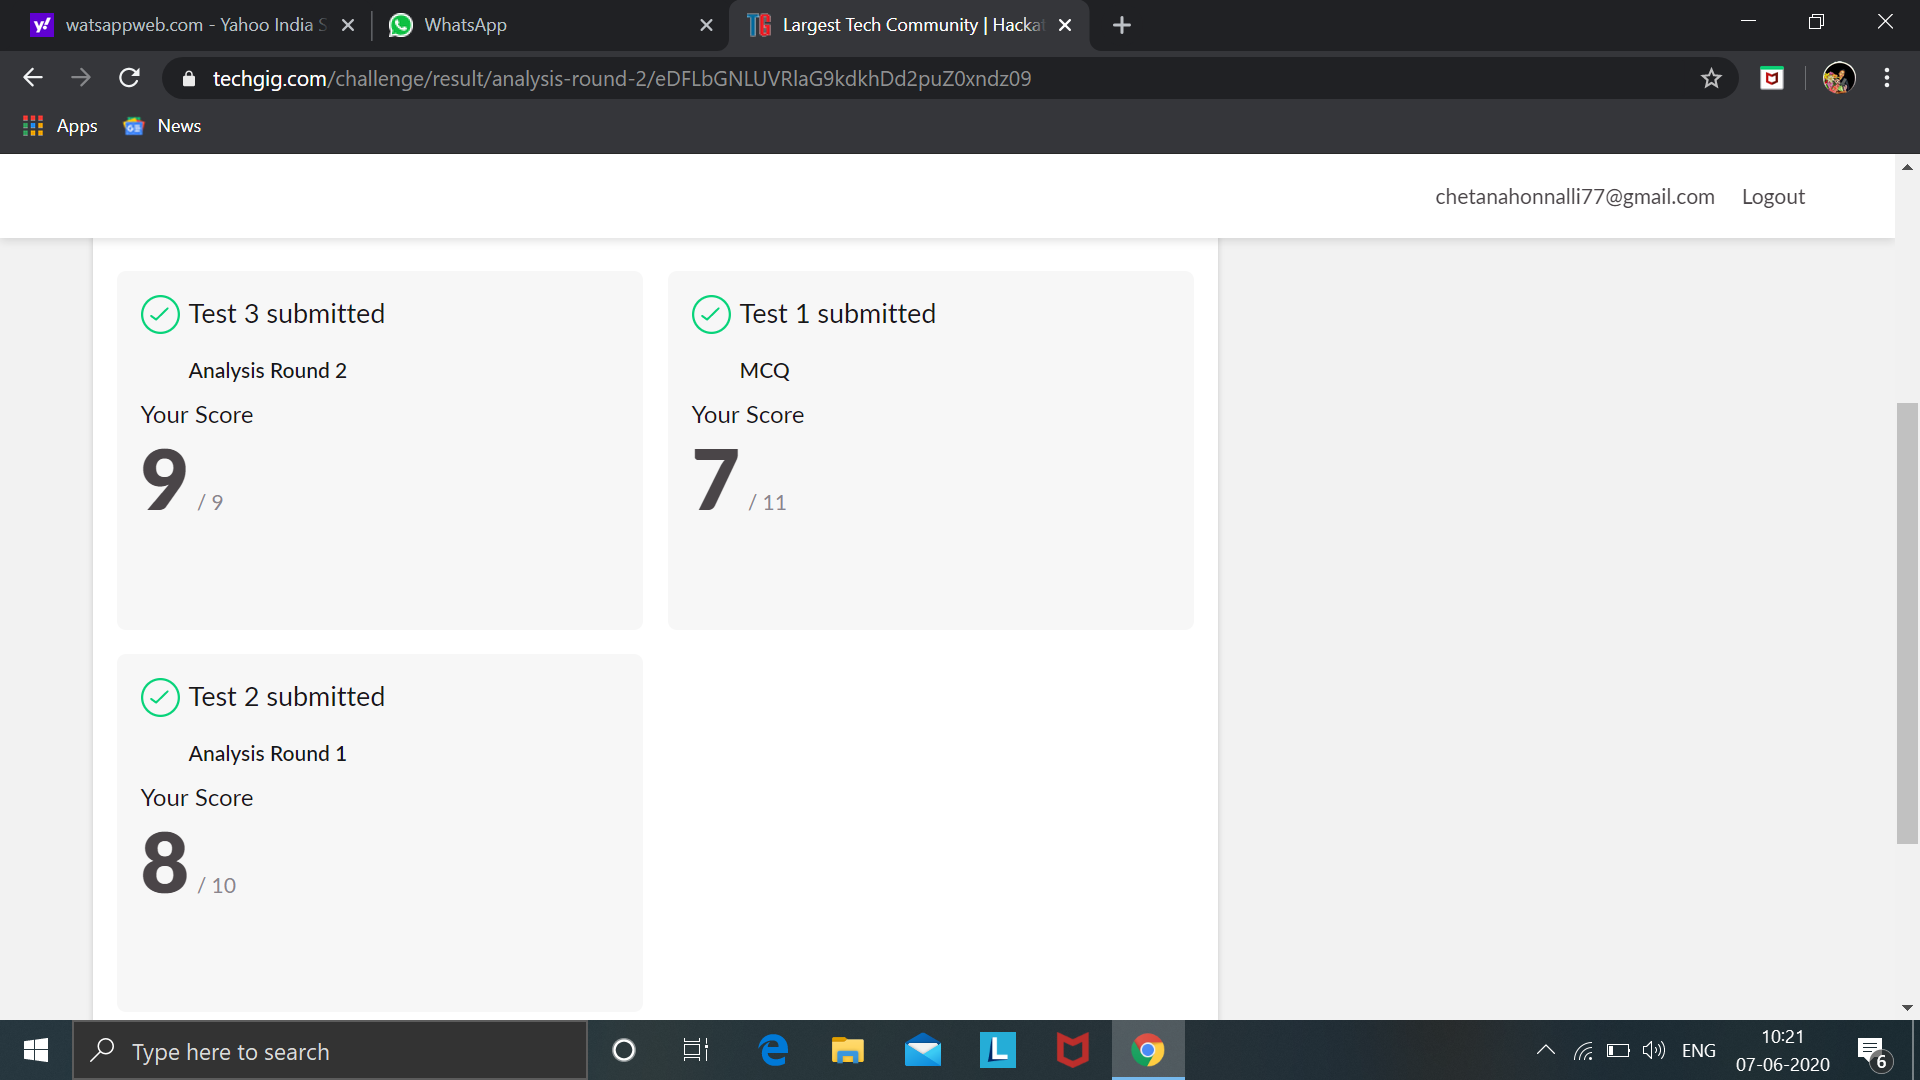 watsappweb.com - Yahoo India S
WhatsApp
TG Largest Tech Community | Hackat
techgig.com/challenge/result/analysis-round-2/eDFLbGNLUVRlaG9kdkhDd2puZ0xndz09
Apps
News
chetanahonnalli77@gmail.com Logout
Test 3 submitted
Analysis Round 2
Your Score
9 / 9
Test 1 submitted
MCQ
Your Score
7 / 11
Test 2 submitted
Analysis Round 1
Your Score
8 / 10
Type here to search
ENG
10:21
07-06-2020
6